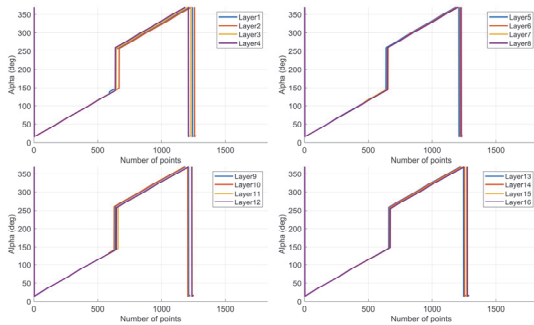 350
300
250
200
150
100
50
0
Alpha (deg)
0 500 1000 1500
Number of points
Layer1
Layer2
Layer3
Layer4
350
300
250
200
150
100
50
0
Alpha (deg)
0 500 1000 1500
Number of points
Layer5
Layer6
Layer7
Layer8
350
300
250
200
150
100
50
0
Alpha (deg)
0 500 1000 1500
Number of points
Layer9
Layer10
Layer11
Layer12
350
300
250
200
150
100
50
0
Alpha (deg)
0 500 1000 1500
Number of points
Layer13
Layer14
Layer15
Layer16